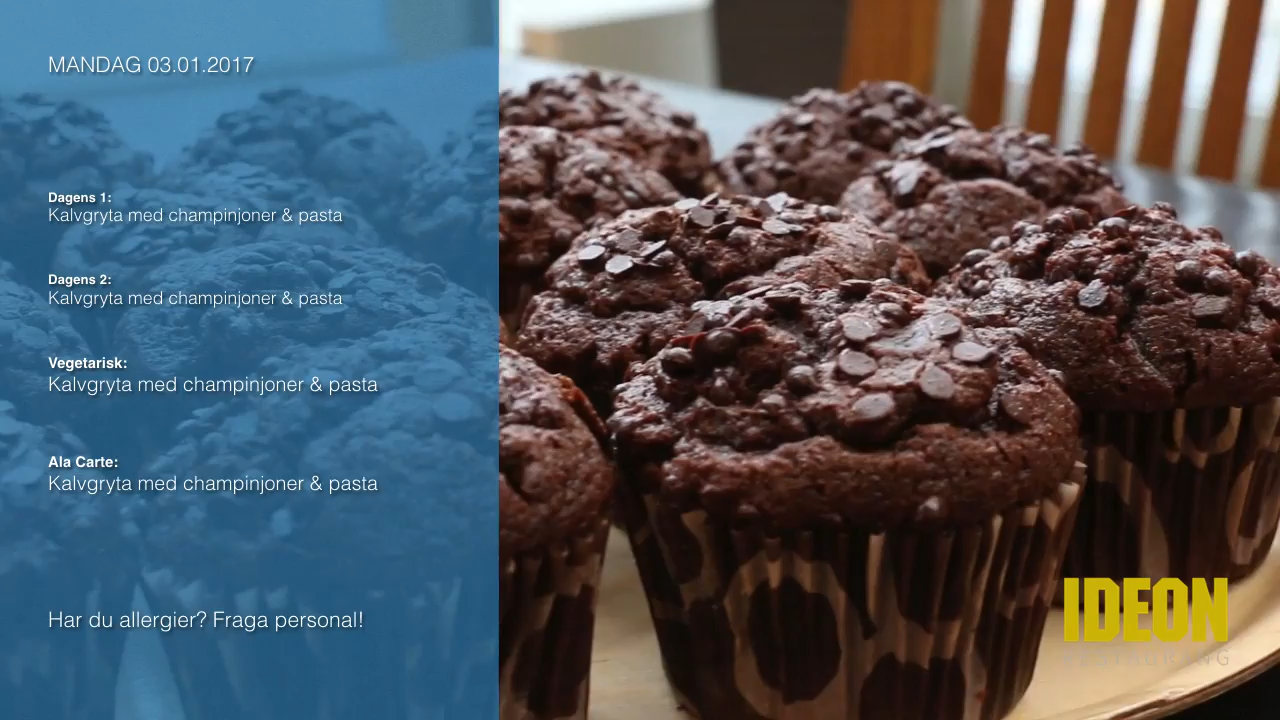 MANDAG 03.01.2017
Dagens 1:
Kalvgryta med champinjoner & pasta
Dagens 2:
Kalvgryta med champinjoner & pasta
Vegetarisk:
Kalvgryta med champinjoner & pasta
Ala Carte:
Kalvgryta med champinjoner & pasta
Har du allergier? Fraga personal!
IDEON
RESTAURANG